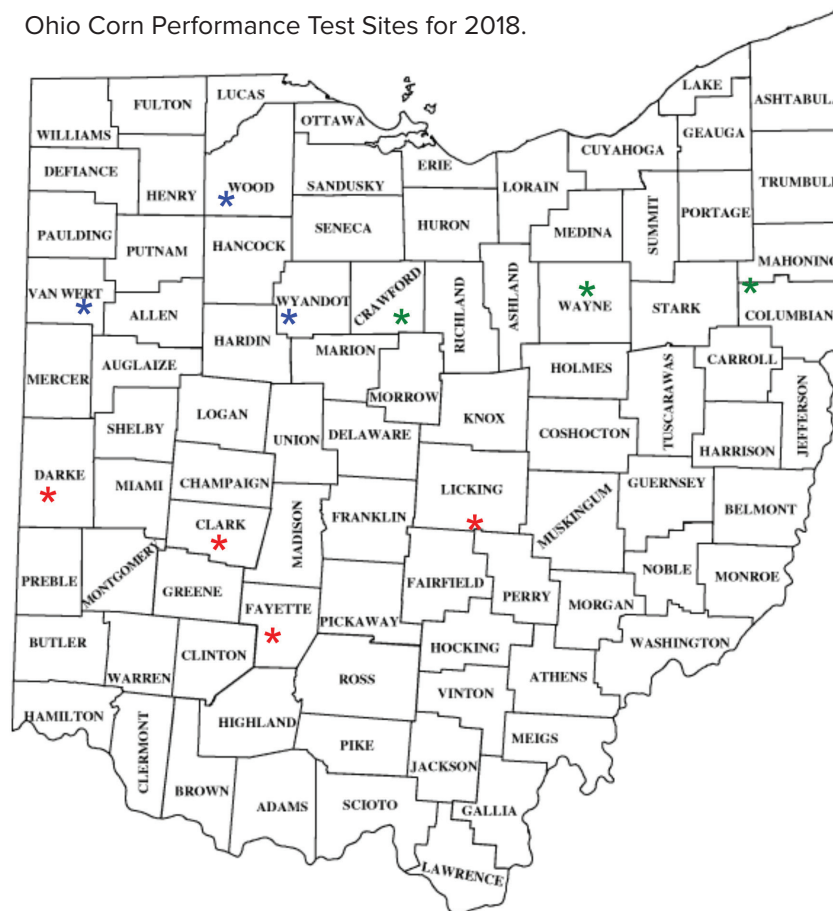 Ohio Corn Performance Test Sites for 2018.
LAKE
LUCAS
FULTON
ASHTABUL
OTTAWA
WILLIAMS
GEAUGA
CUYAHOGA
ERIE
DEFIANCE
TRUMBULL
WOOD
SANDUSKY
LORAIN
HENRY
PORTAGE
SUMMIT
HURON
SENECA
MEDINA
PAULDING
HANCOCK
PUTNAM
MAHONING
VAN WERT
WYANDOT
CRAWFORD
RICHLAND
ASHLAND
WAYNE
STARK
ALLEN
COLUMBIAN
HARDIN
MARION
CARROLL
AUGLAIZE
HOLMES
MERCER
MORROW
TUSCARAWAS
JEFFERSON
LOGAN
KNOX
SHELBY
UNION
DELAWARE
COSHOCTON
HARRISON
DARKE
MIAMI
CHAMPAIGN
LICKING
GUERNSEY
BELMONT
CLARK
MADISON
FRANKLIN
MUSKINGUM
MONTGOMERY
PREBLE
GREENE
FAIRFIELD
NOBLE
MONROE
PERRY
FAYETTE
MORGAN
PICKAWAY
BUTLER
WASHINGTON
HOCKING
CLINTON
WARREN
ROSS
ATHENS
VINTON
HAMILTON
HIGHLAND
CLERMONT
MEIGS
PIKE
JACKSON
BROWN
ADAMS
SCIOTO
GALLIA
LAWRENCE